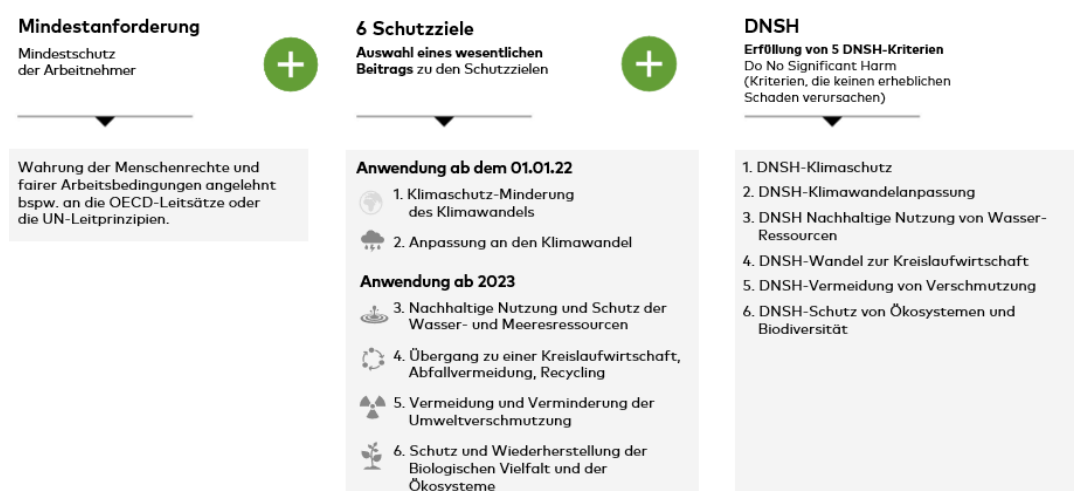 Mindestanforderung
Mindestschutz
der Arbeitnehmer
Wahrung der Menschenrechte und
fairer Arbeitsbedingungen angelehnt
bspw. an die OECD-Leitsätze oder
die UN-Leitprinzipien.
6 Schutzziele
Auswahl eines wesentlichen
Beitrags zu den Schutzzielen
Anwendung ab dem 01.01.22
1. Klimaschutz-Minderung
des Klimawandels
2. Anpassung an den Klimawandel
Anwendung ab 2023
3. Nachhaltige Nutzung und Schutz der
Wasser- und Meeresressourcen
4. Übergang zu einer Kreislaufwirtschaft,
Abfallvermeidung, Recycling
5. Vermeidung und Verminderung der
Umweltverschmutzung
6. Schutz und Wiederherstellung der
Biologischen Vielfalt und der
Ökosysteme
DNSH
Erfüllung von 5 DNSH-Kriterien
Do No Significant Harm
(Kriterien, die keinen erheblichen
Schaden verursachen)
1. DNSH-Klimaschutz
2. DNSH-Klimawandelanpassung
3. DNSH Nachhaltige Nutzung von Wasser-
Ressourcen
4. DNSH-Wandel zur Kreislaufwirtschaft
5. DNSH-Vermeidung von Verschmutzung
6. DNSH-Schutz von Ökosystemen und
Biodiversität